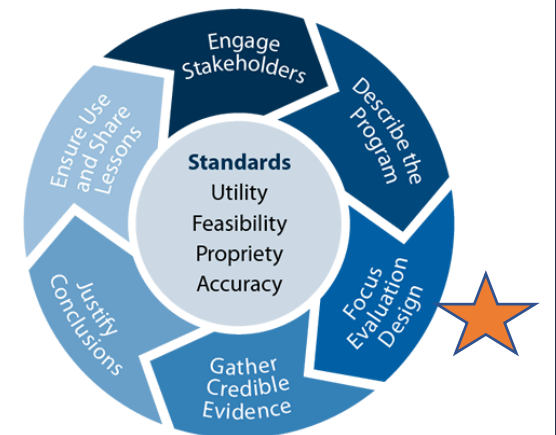 Engage
Stakeholders
Describe the
Program
Focus
Evaluation
Design
Gather
Credible
Evidence
Justify
Conclusions
Ensure Use
and Share
Lessons
Standards
Utility
Feasibility
Propriety
Accuracy